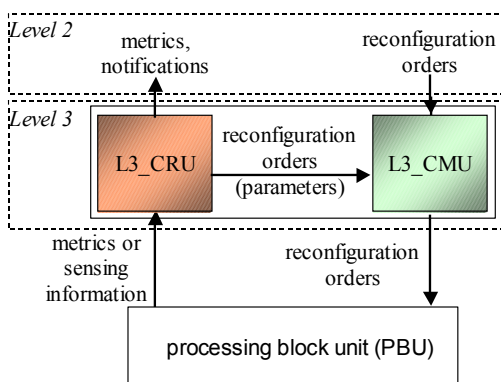 Level 2
metrics,
notifications
reconfiguration
orders
Level 3
L3_CRU
reconfiguration
orders
(parameters)
L3_CMU
metrics or
sensing
information
reconfiguration
orders
processing block unit (PBU)